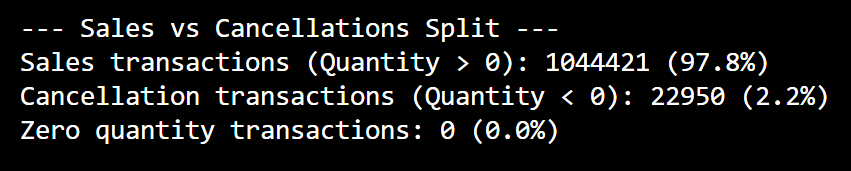 --- Sales vs Cancellations Split ---
Sales transactions (Quantity > 0): 1044421 (97.8%)
Cancellation transactions (Quantity < 0): 22950 (2.2%)
Zero quantity transactions: 0 (0.0%)